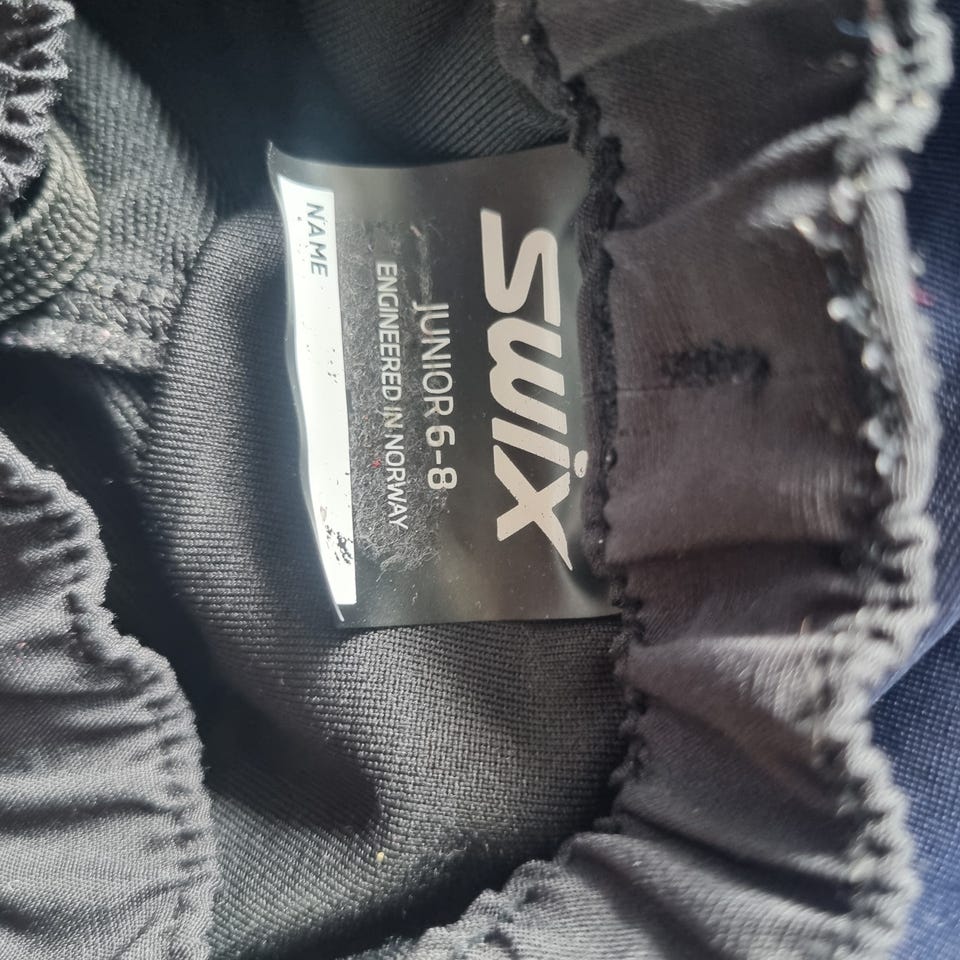 swix
JUNIOR 6-8
ENGINEERED IN NORWAY
NAME